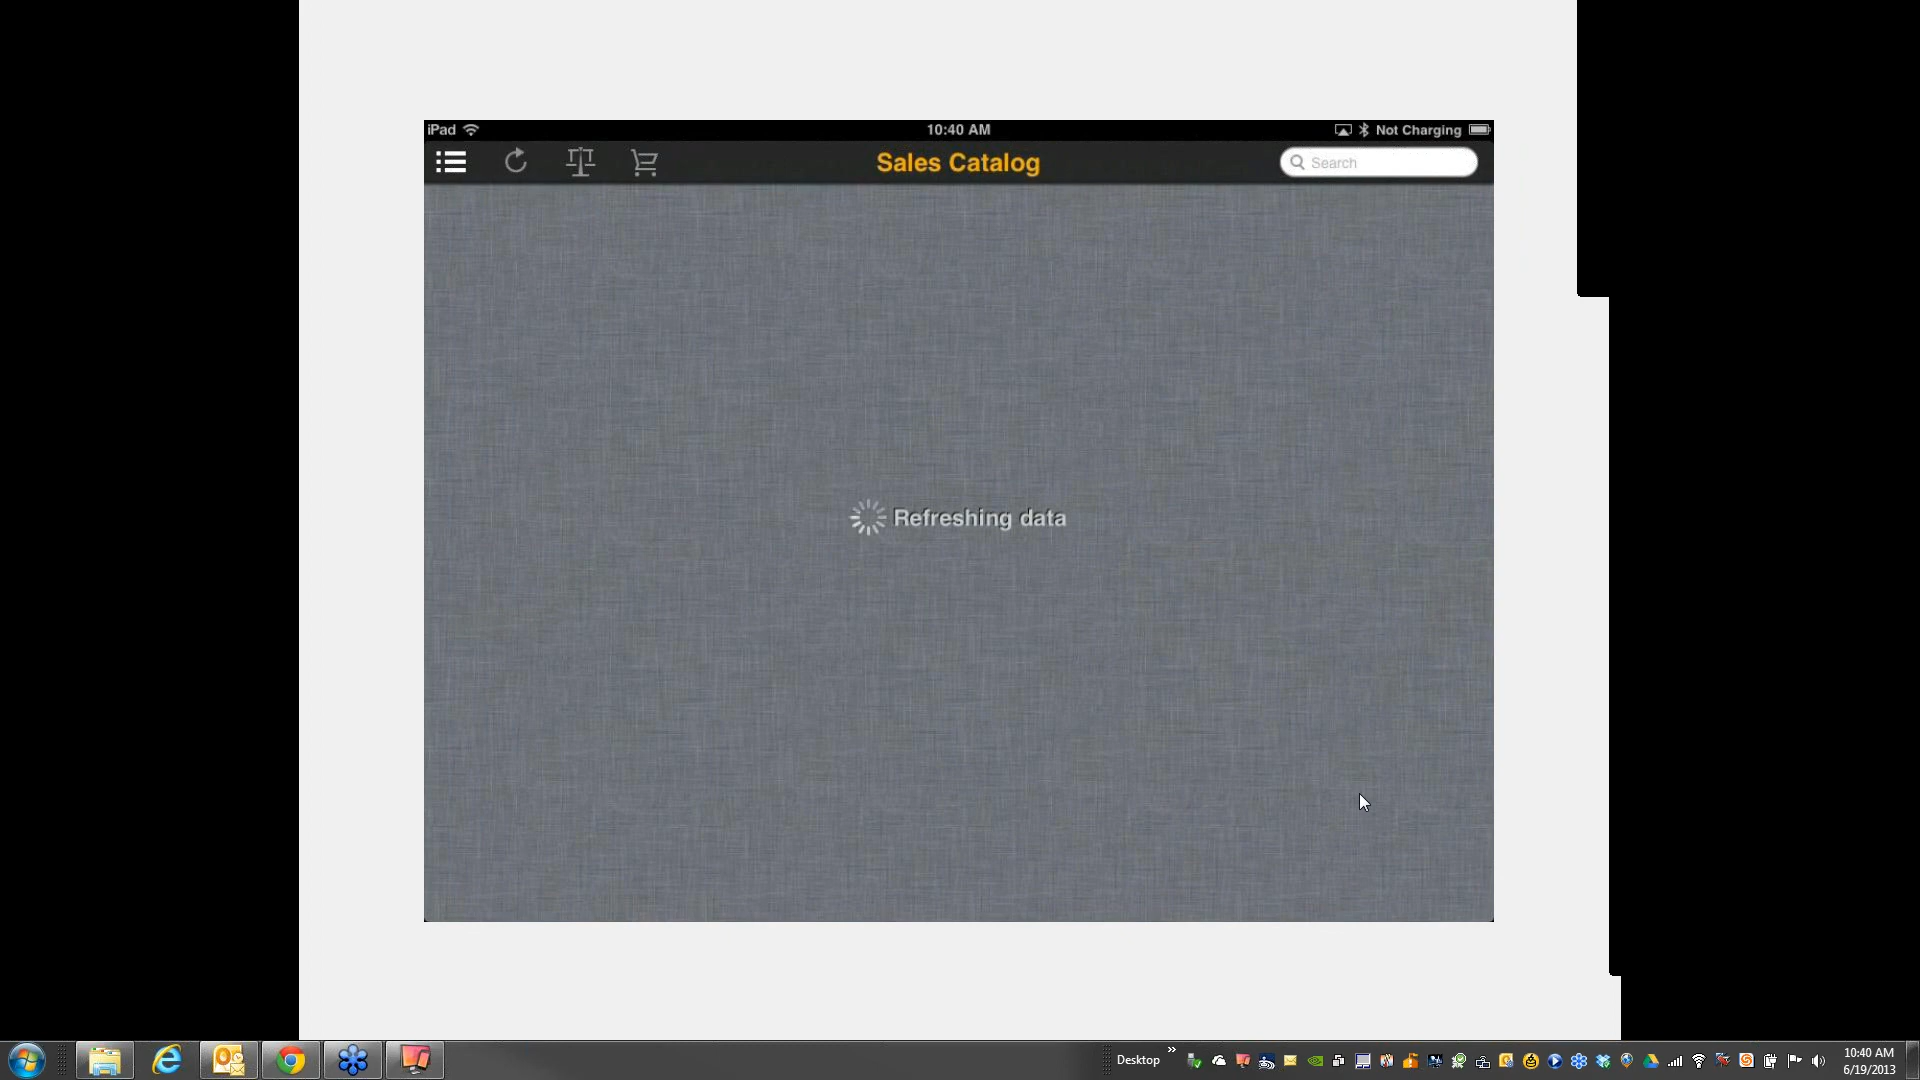 iPad 10:40 AM Not Charging
Sales Catalog Search
Refreshing data
Desktop 10:40 AM
6/19/2013